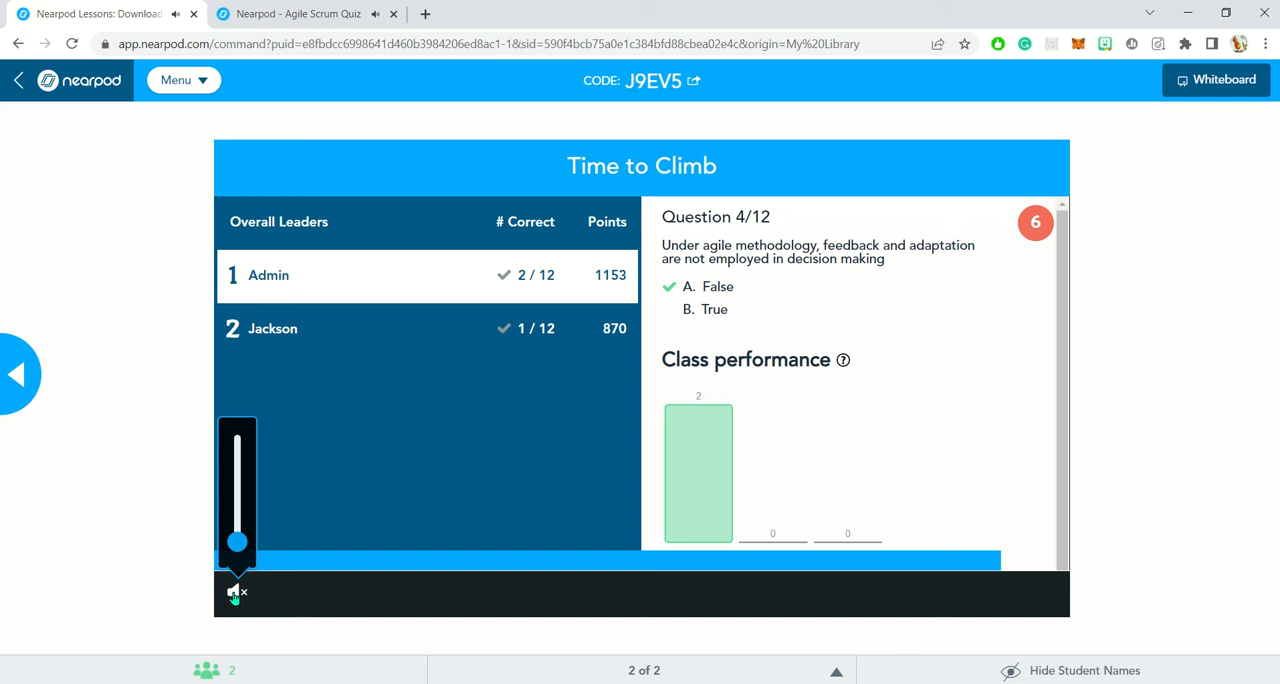 Nearpod Lessons: Download
Nearpod - Agile Scrum Quiz
app.nearpod.com/command?puid=e8fbdcc6998641d460b3984206ed8ac1-1&sid=590f4bcb75a0e1c384bfd88cbea02e4c&origin=My%20Library
nearpod
Menu
CODE: J9EV5
Whiteboard
Time to Climb
Overall Leaders # Correct Points
1 Admin 2 / 12 1153
2 Jackson 1 / 12 870
Question 4/12
6
Under agile methodology, feedback and adaptation
are not employed in decision making
A. False
B. True
Class performance ?
2
0
0
2
2 of 2
Hide Student Names